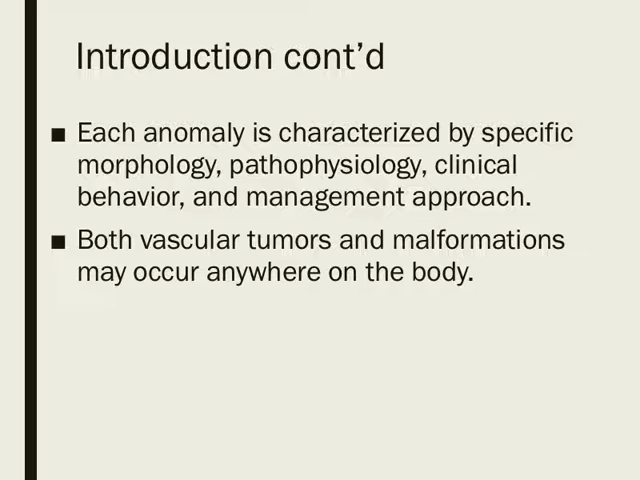 Introduction cont’d
■ Each anomaly is characterized by specific
morphology, pathophysiology, clinical
behavior, and management approach.
■ Both vascular tumors and malformations
may occur anywhere on the body.